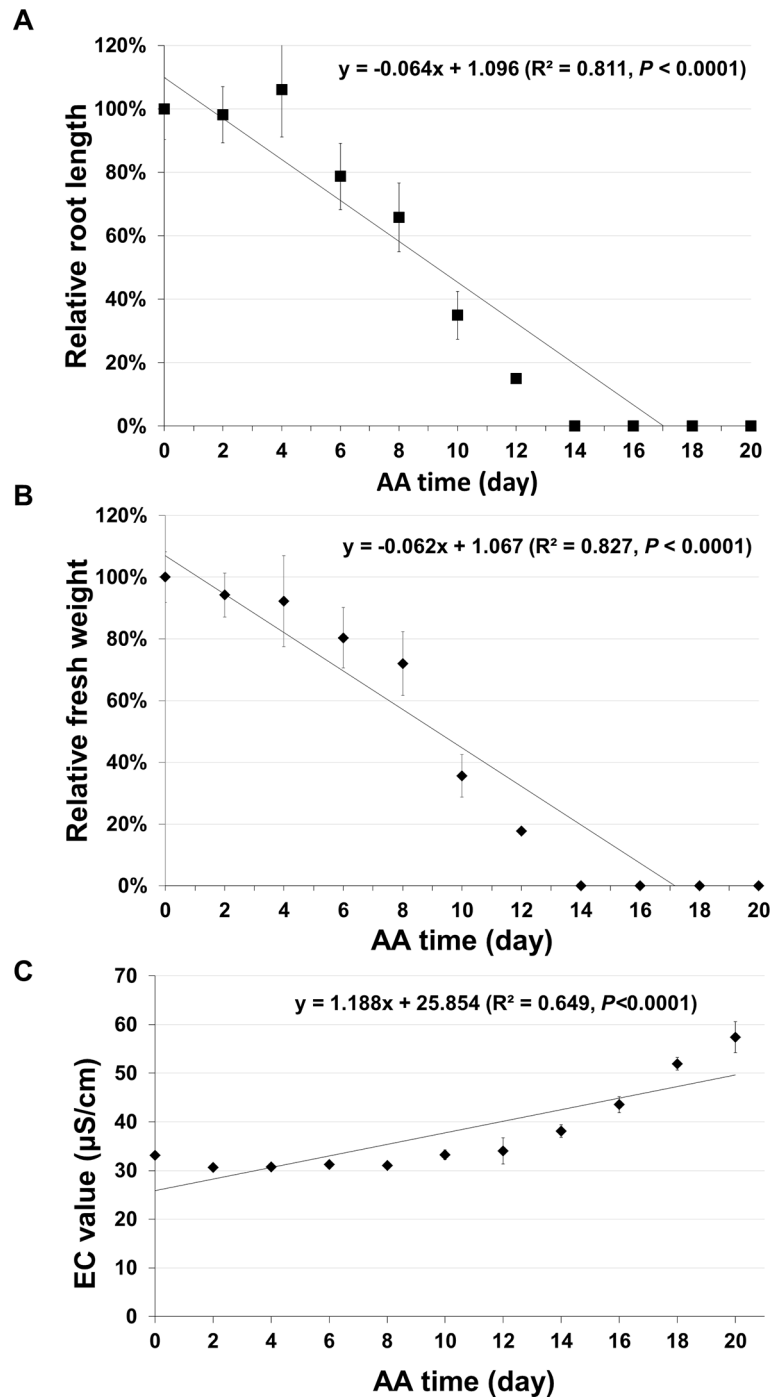 A
120%
100%
80%
60%
40%
20%
0%
Relative root length
y = -0.064x + 1.096 (R² = 0.811, P < 0.0001)
0 2 4 6 8 10 12 14 16 18 20
AA time (day)
B
120%
100%
80%
60%
40%
20%
0%
Relative fresh weight
y = -0.062x + 1.067 (R² = 0.827, P < 0.0001)
0 2 4 6 8 10 12 14 16 18 20
AA time (day)
C
70
60
50
40
30
20
10
0
EC value (μS/cm)
y = 1.188x + 25.854 (R² = 0.649, P<0.0001)
0 2 4 6 8 10 12 14 16 18 20
AA time (day)